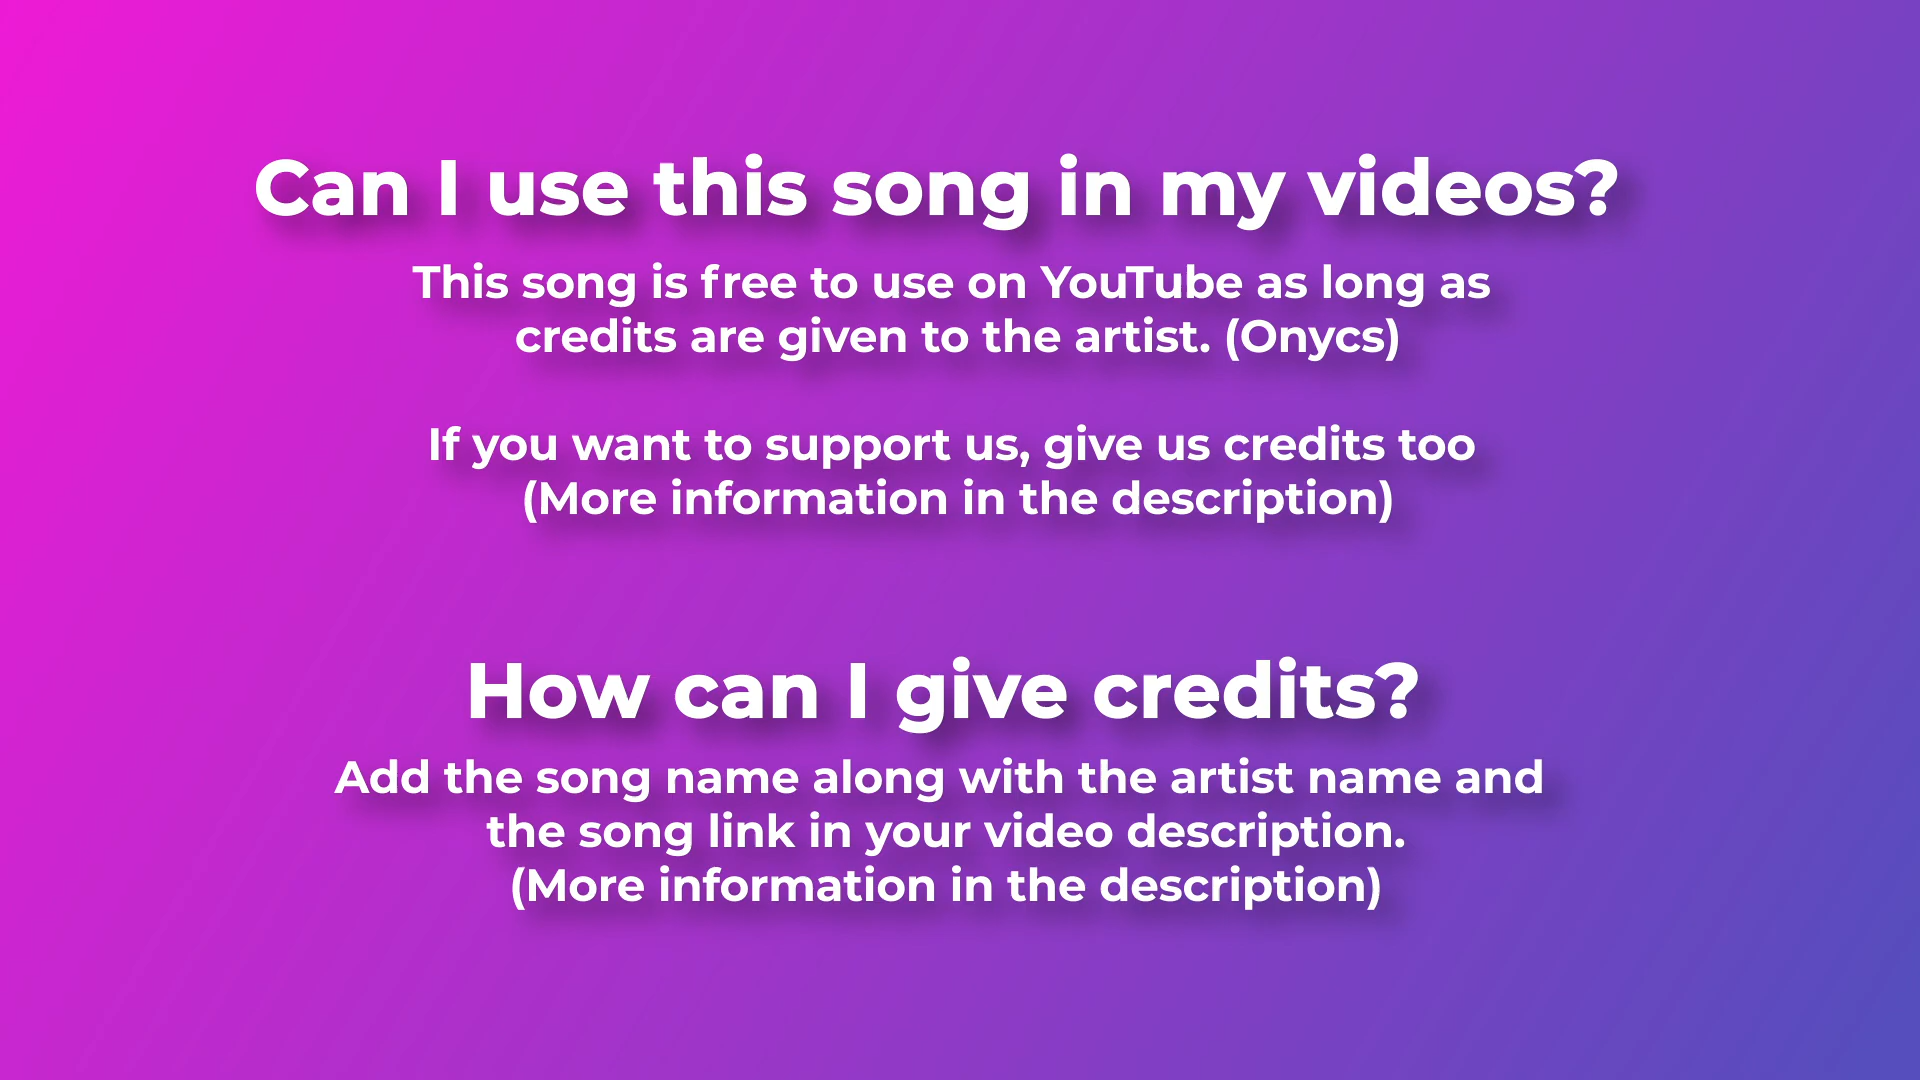 Can I use this song in my videos?
This song is free to use on YouTube as long as
credits are given to the artist. (Onycs)
If you want to support us, give us credits too
(More information in the description)
How can I give credits?
Add the song name along with the artist name and
the song link in your video description.
(More information in the description)